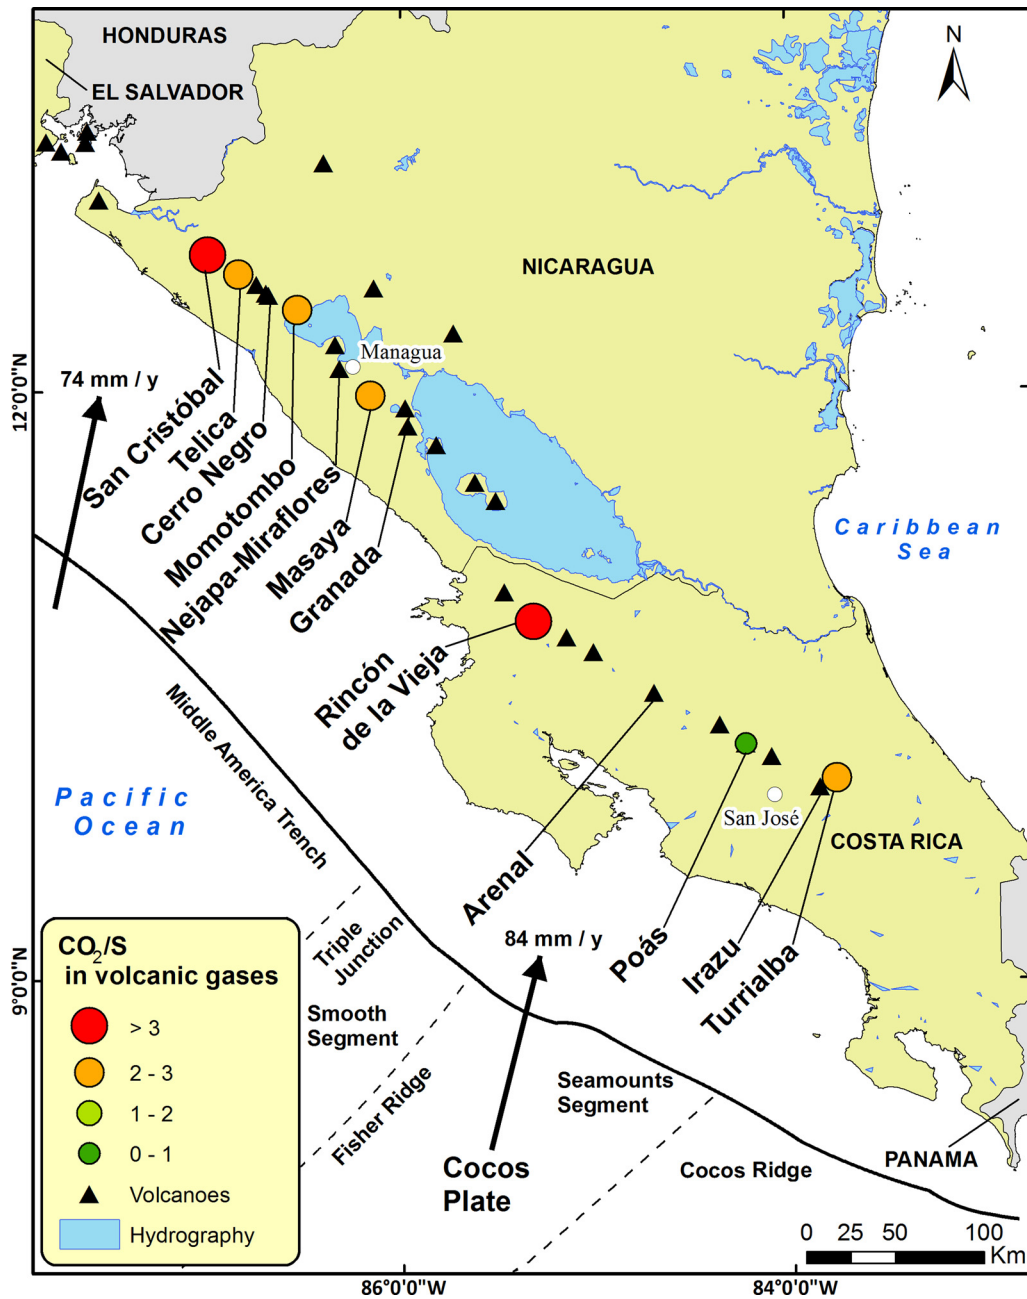 HONDURAS
EL SALVADOR
N
NICARAGUA
Managua
12°0'0"N
74 mm / y
San Cristóbal
Telica
Cerro Negro
Momotombo
Nejapa-Miraflores
Masaya
Granada
Caribbean
Sea
Rincón
de la Vieja
Middle America Trench
Pacific
Ocean
San José
COSTA RICA
Arenal
Poás
Irazu
Turrialba
84 mm / y
Triple
Junction
9°0'0"N
Smooth
Segment
Fisher Ridge
Seamounts
Segment
Cocos
Plate
Cocos Ridge
PANAMA
CO2/S
in volcanic gases
> 3
2 - 3
1 - 2
0 - 1
Volcanoes
Hydrography
0 25 50 100
Km
86°0'0"W
84°0'0"W